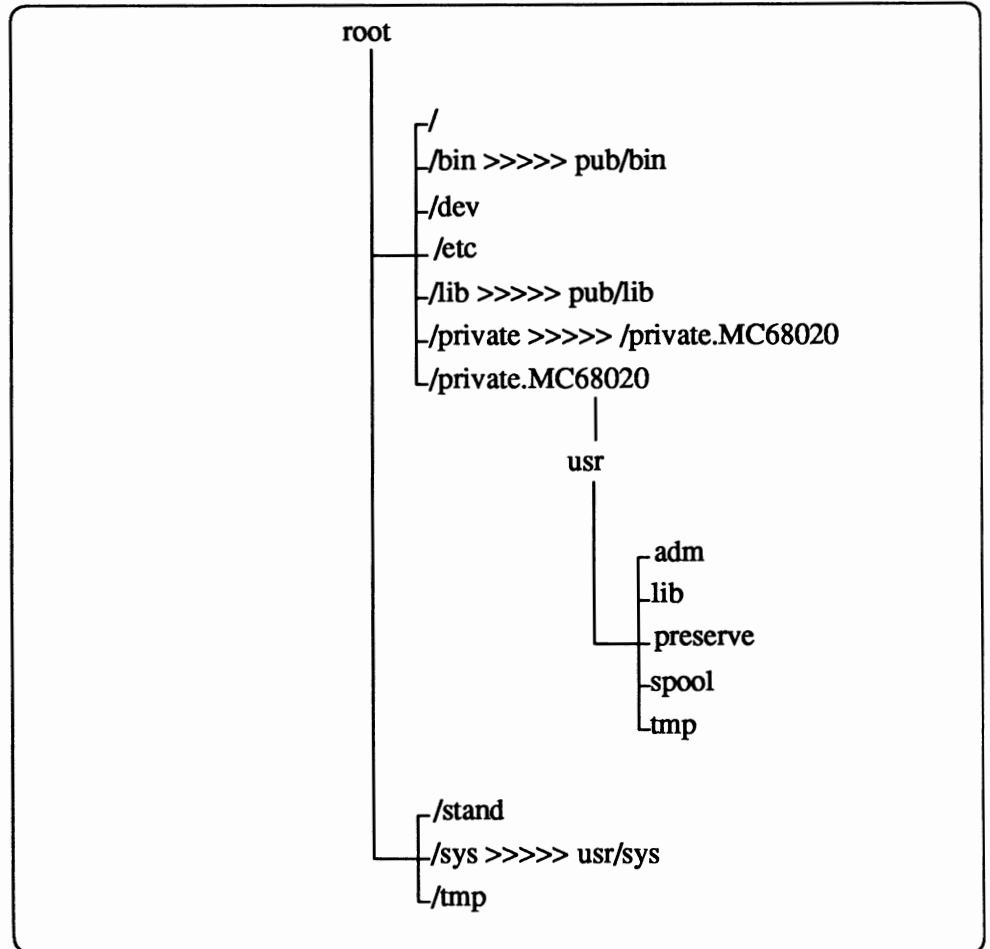 root
/
/bin >>>>> pub/bin
/dev
/etc
/lib >>>>> pub/lib
/private >>>>> /private.MC68020
/private.MC68020
usr
adm
lib
preserve
spool
tmp
/stand
/sys >>>>> usr/sys
/tmp